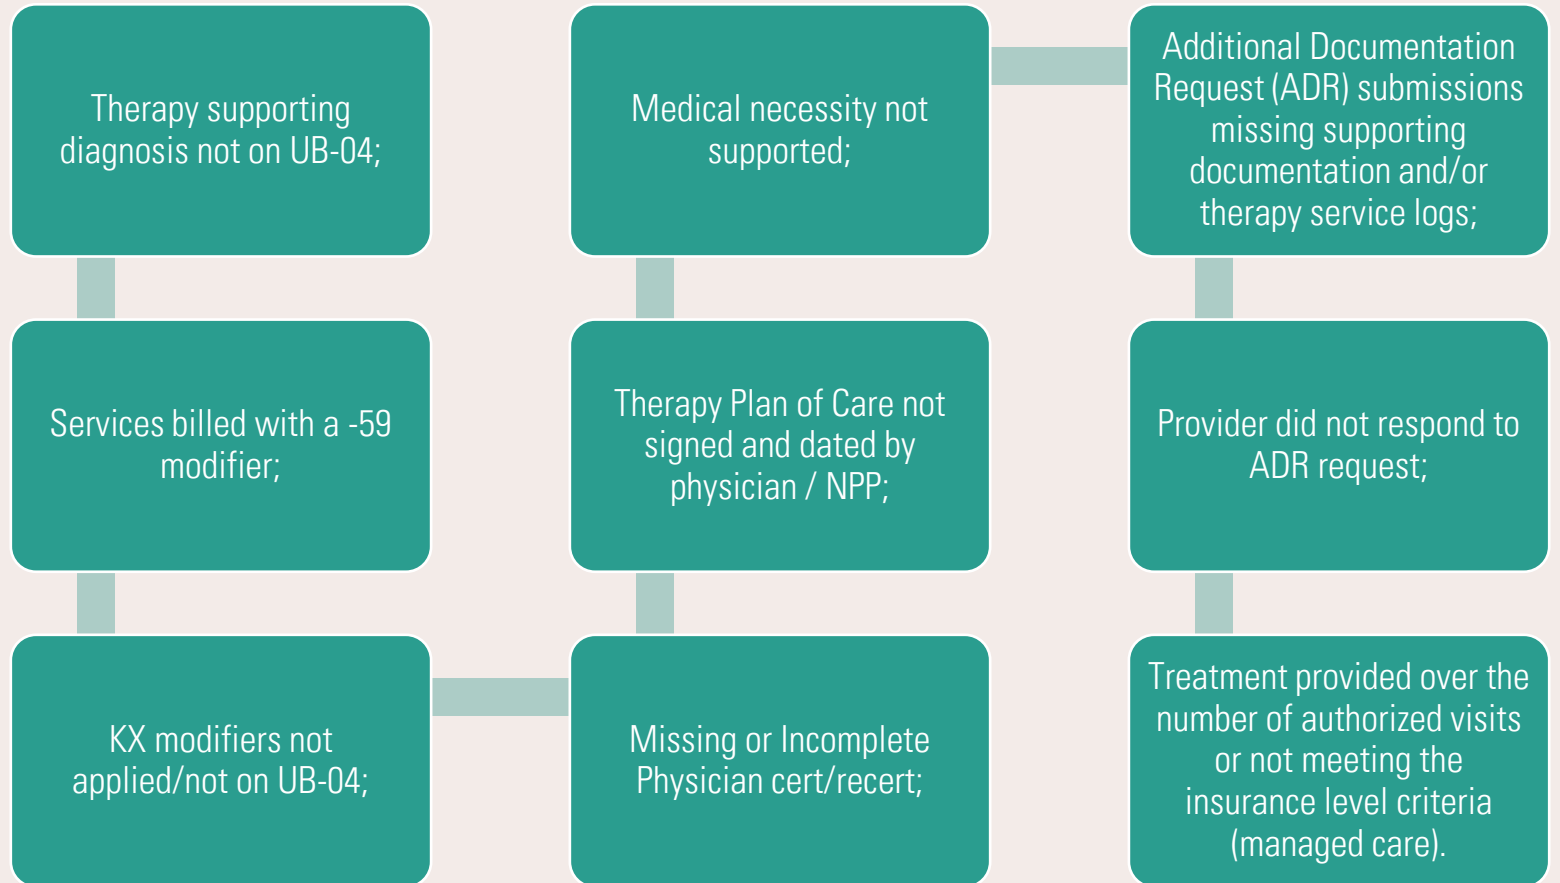 Therapy supporting
diagnosis not on UB-04;
Services billed with a -59
modifier;
KX modifiers not
applied/not on UB-04;
Missing or Incomplete
Physician cert/recert;
Therapy Plan of Care not
signed and dated by
physician / NPP;
Medical necessity not
supported;
Additional Documentation
Request (ADR) submissions
missing supporting
documentation and/or
therapy service logs;
Provider did not respond to
ADR request;
Treatment provided over the
number of authorized visits
or not meeting the
insurance level criteria
(managed care).